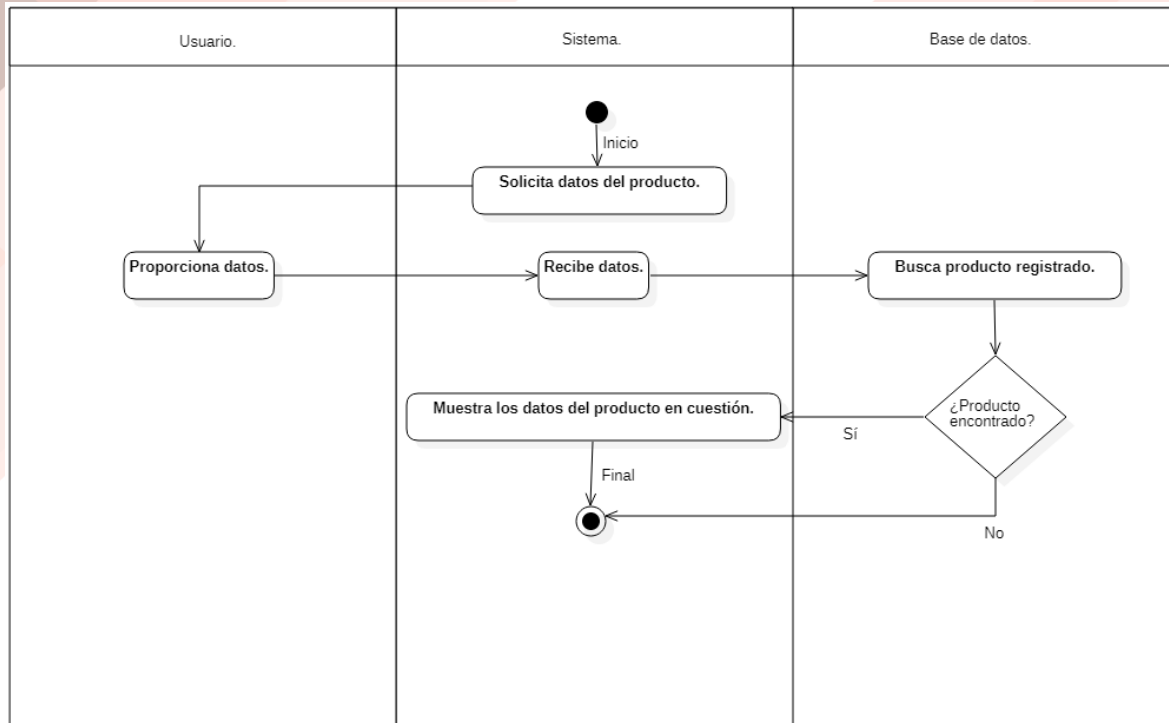 Usuario.
Sistema.
Base de datos.
Inicio
Solicita datos del producto.
Proporciona datos.
Recibe datos.
Busca producto registrado.
Muestra los datos del producto en cuestión.
¿Producto
encontrado?
Sí
Final
No